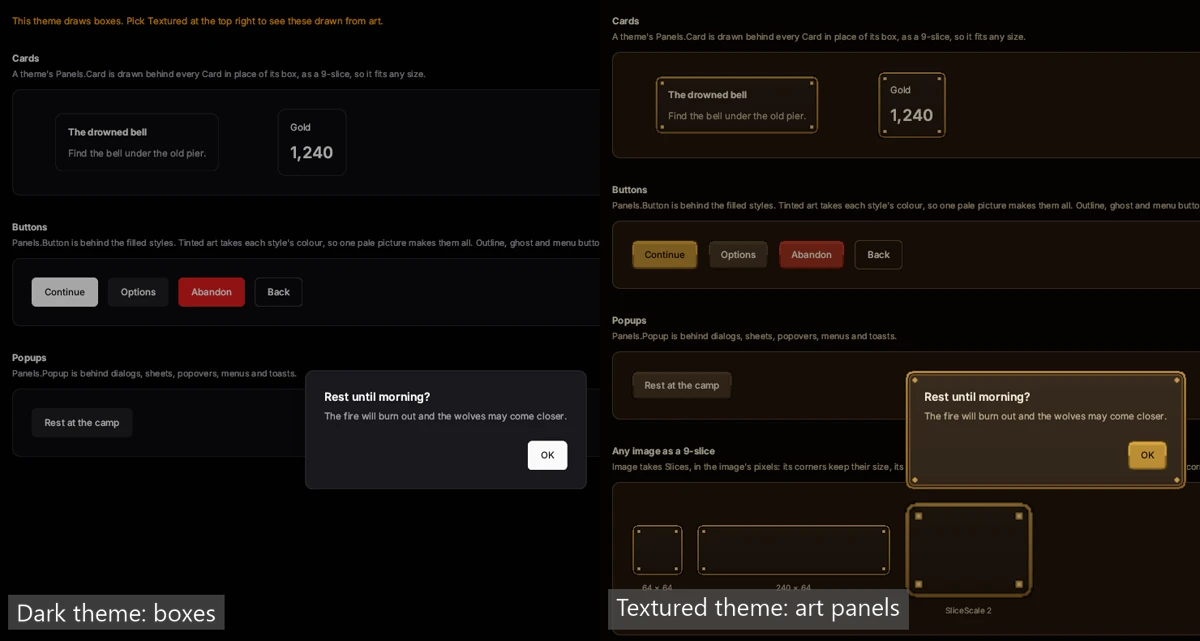 This theme draws boxes. Pick Textured at the top right to see these drawn from art.
Cards
A theme's Panels.Card is drawn behind every Card in place of its box, as a 9-slice, so it fits any size.
The drowned bell
Find the bell under the old pier.
Gold
1,240
Buttons
Panels.Button is behind the filled styles. Tinted art takes each style's colour, so one pale picture makes them all. Outline, ghost and menu butto
Continue
Options
Abandon
Back
Popups
Panels.Popup is behind dialogs, sheets, popovers, menus and toasts.
Rest at the camp
Rest until morning?
The fire will burn out and the wolves may come closer.
OK
Dark theme: boxes
Cards
A theme's Panels.Card is drawn behind every Card in place of its box, as a 9-slice, so it fits any size.
The drowned bell
Find the bell under the old pier.
Gold
1,240
Buttons
Panels.Button is behind the filled styles. Tinted art takes each style's colour, so one pale picture makes them all. Outline, ghost and menu butto
Continue
Options
Abandon
Back
Popups
Panels.Popup is behind dialogs, sheets, popovers, menus and toasts.
Rest at the camp
Rest until morning?
The fire will burn out and the wolves may come closer.
OK
Any image as a 9-slice
Image takes Slices, in the image's pixels: its corners keep their size, its
64 × 64
240 × 64
SliceScale 2
Textured theme: art panels